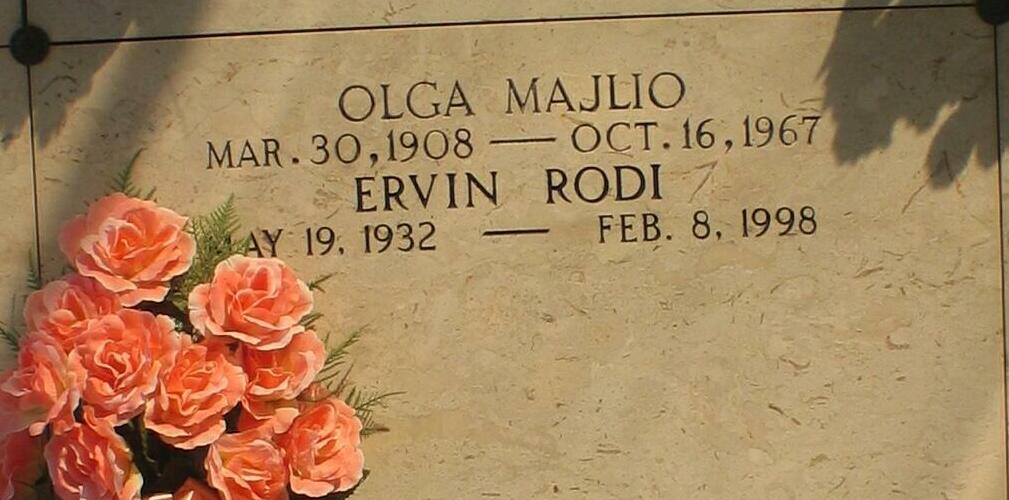 OLGA MAJLIO
MAR. 30, 1908 — OCT. 16, 1967
ERVIN RODI
AY 19, 1932 — FEB. 8, 1998